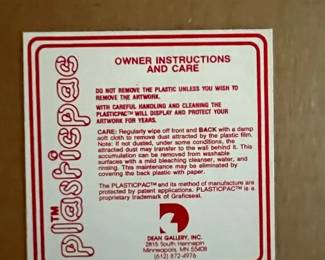 plasticpac™
OWNER INSTRUCTIONS
AND CARE
DO NOT REMOVE THE PLASTIC UNLESS YOU WISH TO
REMOVE THE ARTWORK.
WITH CAREFUL HANDLING AND CLEANING THE
PLASTICPAC™ WILL DISPLAY AND PROTECT YOUR
ARTWORK FOR YEARS.
CARE: Regularly wipe off front and BACK with a damp
soft cloth to remove dust attracted by the plastic film.
Note: If not dusted, under some conditions, the
attracted dust may transfer to the wall behind it. This
accumulation can be removed from washable
surfaces with a mild bleaching cleanser, water, and
rinsing. This maintenance may be eliminated by
covering the back plastic with paper.
The PLASTICPAC™ and its method of manufacture are
protected by patent applications. PLASTICPAC™ is a
proprietary trademark of Graficseal.
DEAN GALLERY, INC.
2815 South Hennepin
Minneapolis, MN 55408
(612) 872-4976